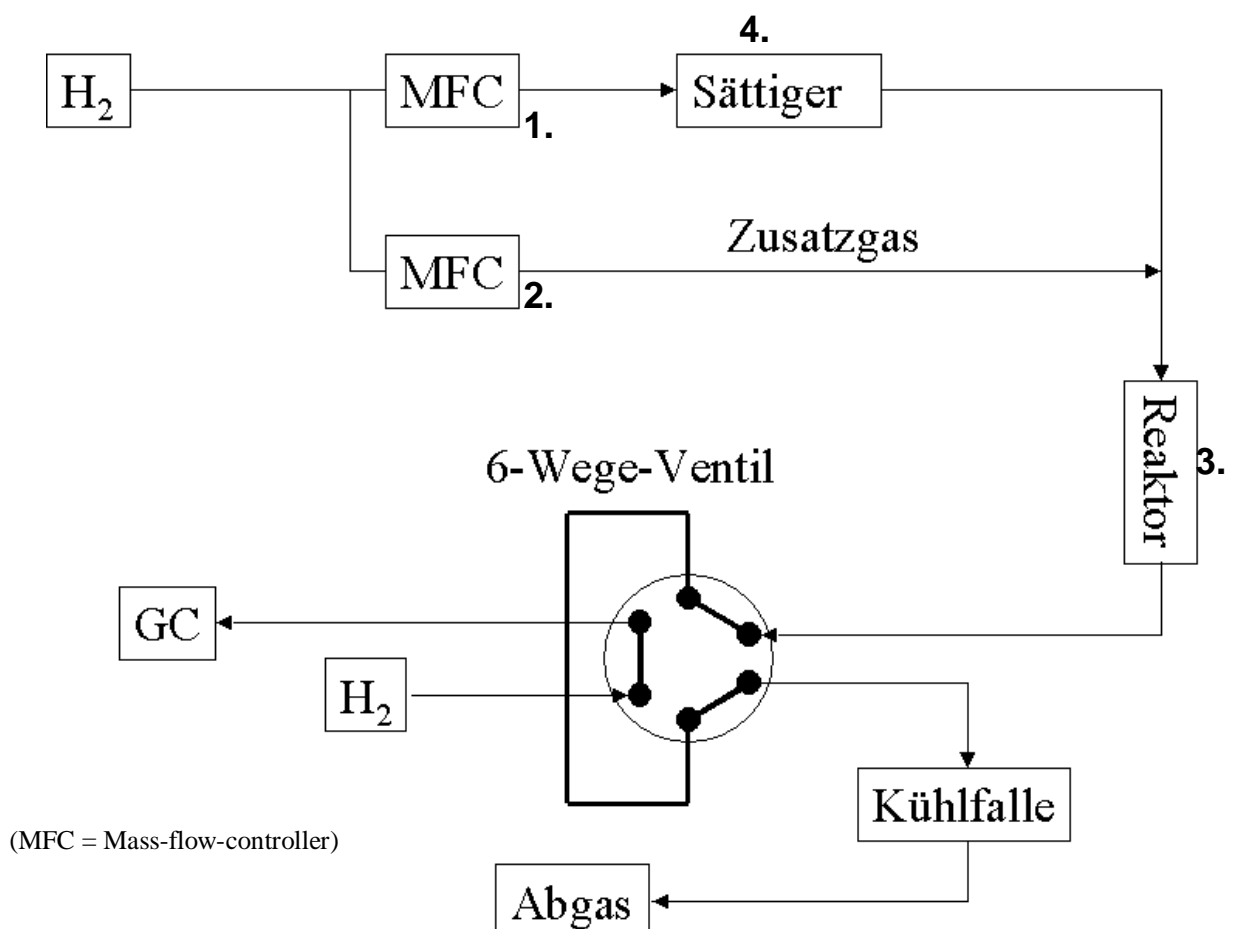 4.
H₂
MFC
Sättiger
1.
Zusatzgas
MFC
2.
Reaktor
3.
6-Wege-Ventil
GC
H₂
Kühlfalle
(MFC = Mass-flow-controller)
Abgas